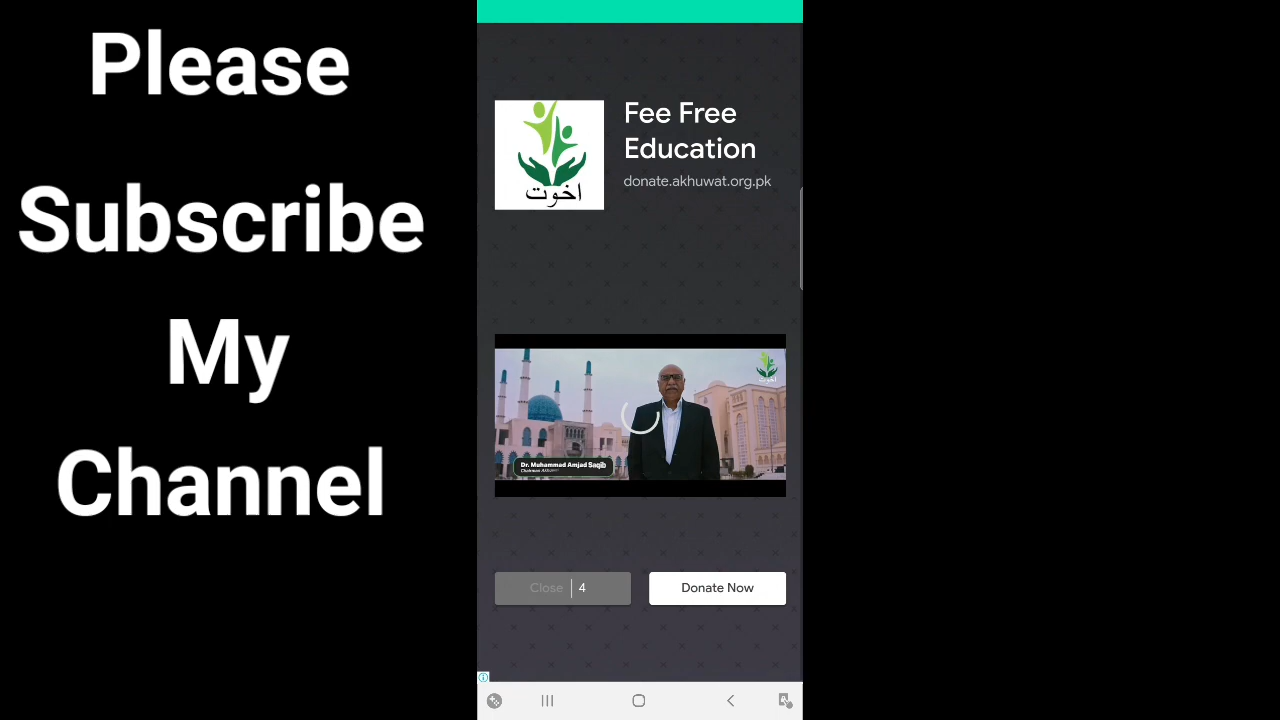 Please
Subscribe
My
Channel
Fee Free
Education
donate.akhuwat.org.pk
اخوت
Dr. Muhammad Amjad Saqib
Close 4
Donate Now